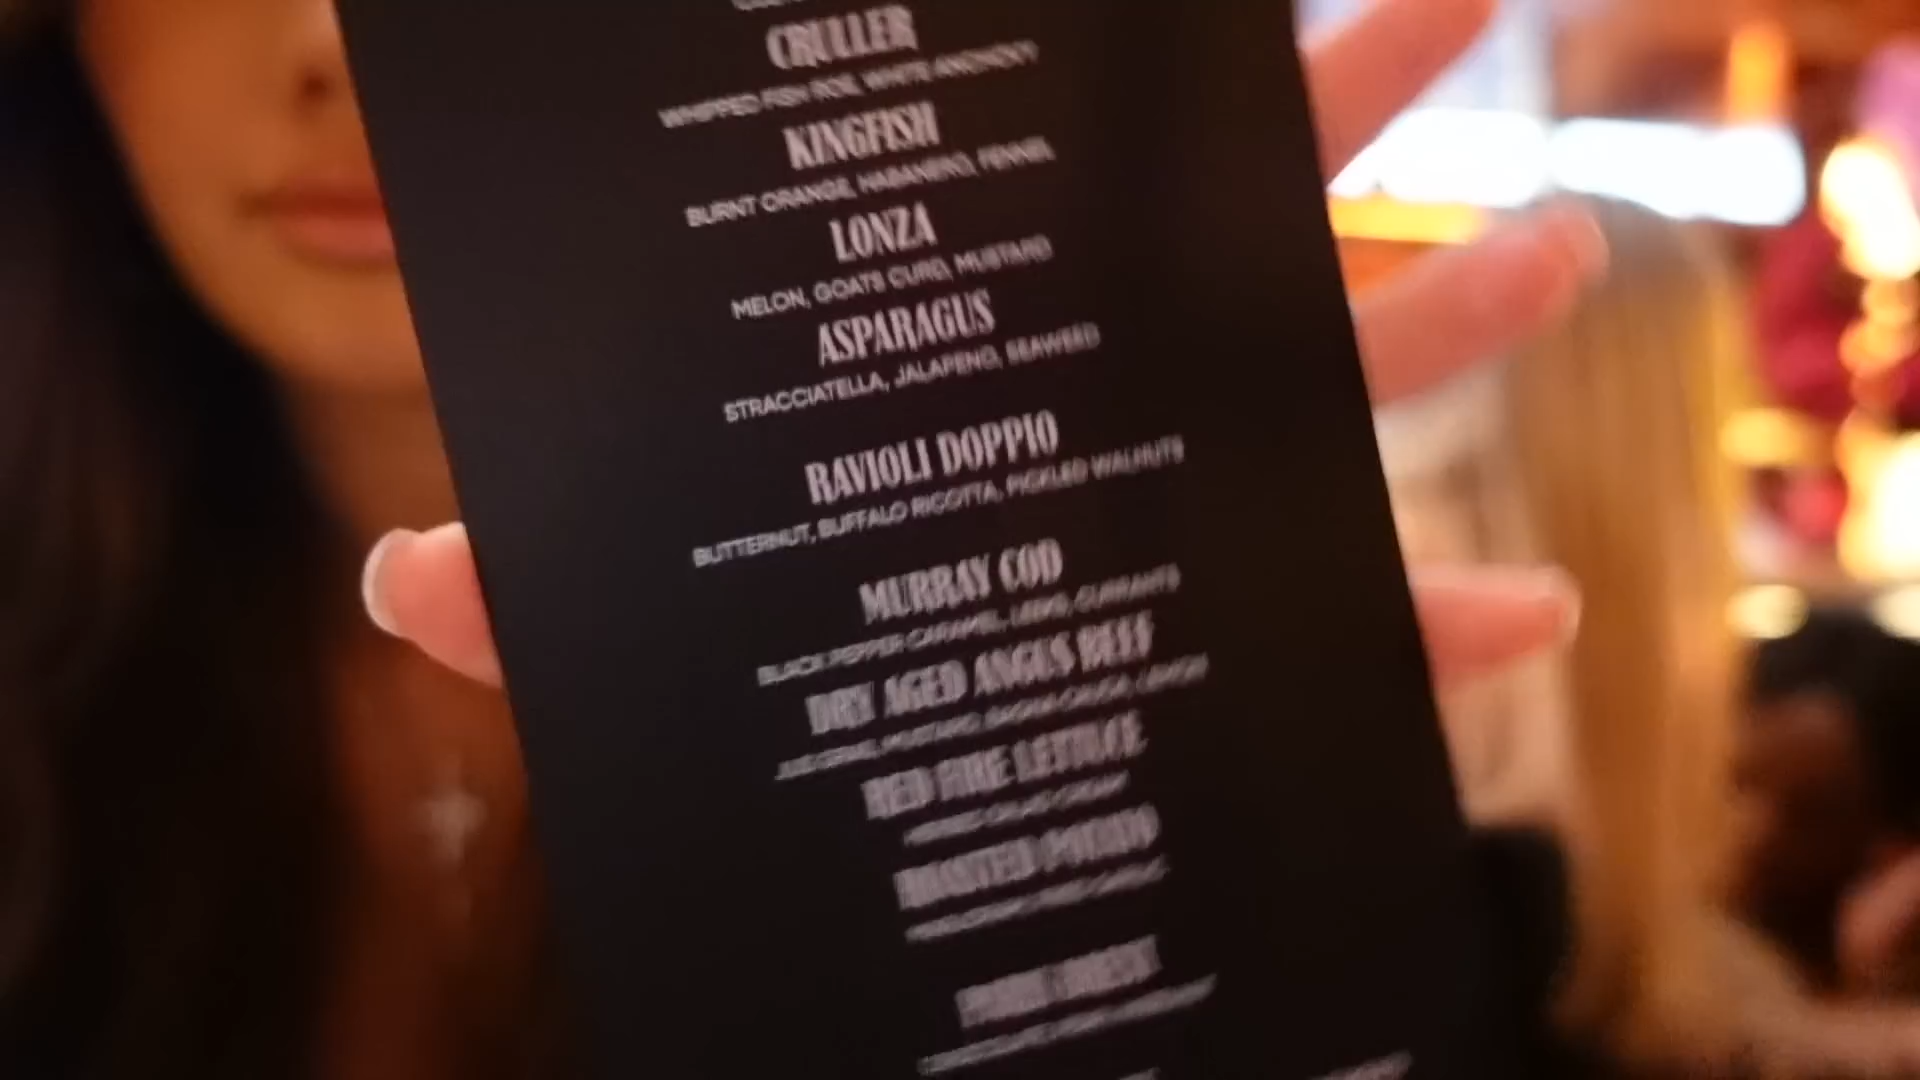 CRULLER
WHIPPED FISH ROE, WHITE ANCHOVY
KINGFISH
BURNT ORANGE, HABANERO, FENNEL
LONZA
MELON, GOATS CURD, MUSTARD
ASPARAGUS
STRACCIATELLA, JALAPENO, SEAWEED
RAVIOLI DOPPIO
BUTTERNUT, BUFFALO RICOTTA, PICKLED WALNUTS
MURRAY COD
BLACK PEPPER CARAMEL, CURRANTS
DRY AGED ANGUS BEEF
MUSTARD,
RED LETTUCE
ROASTED POTATO